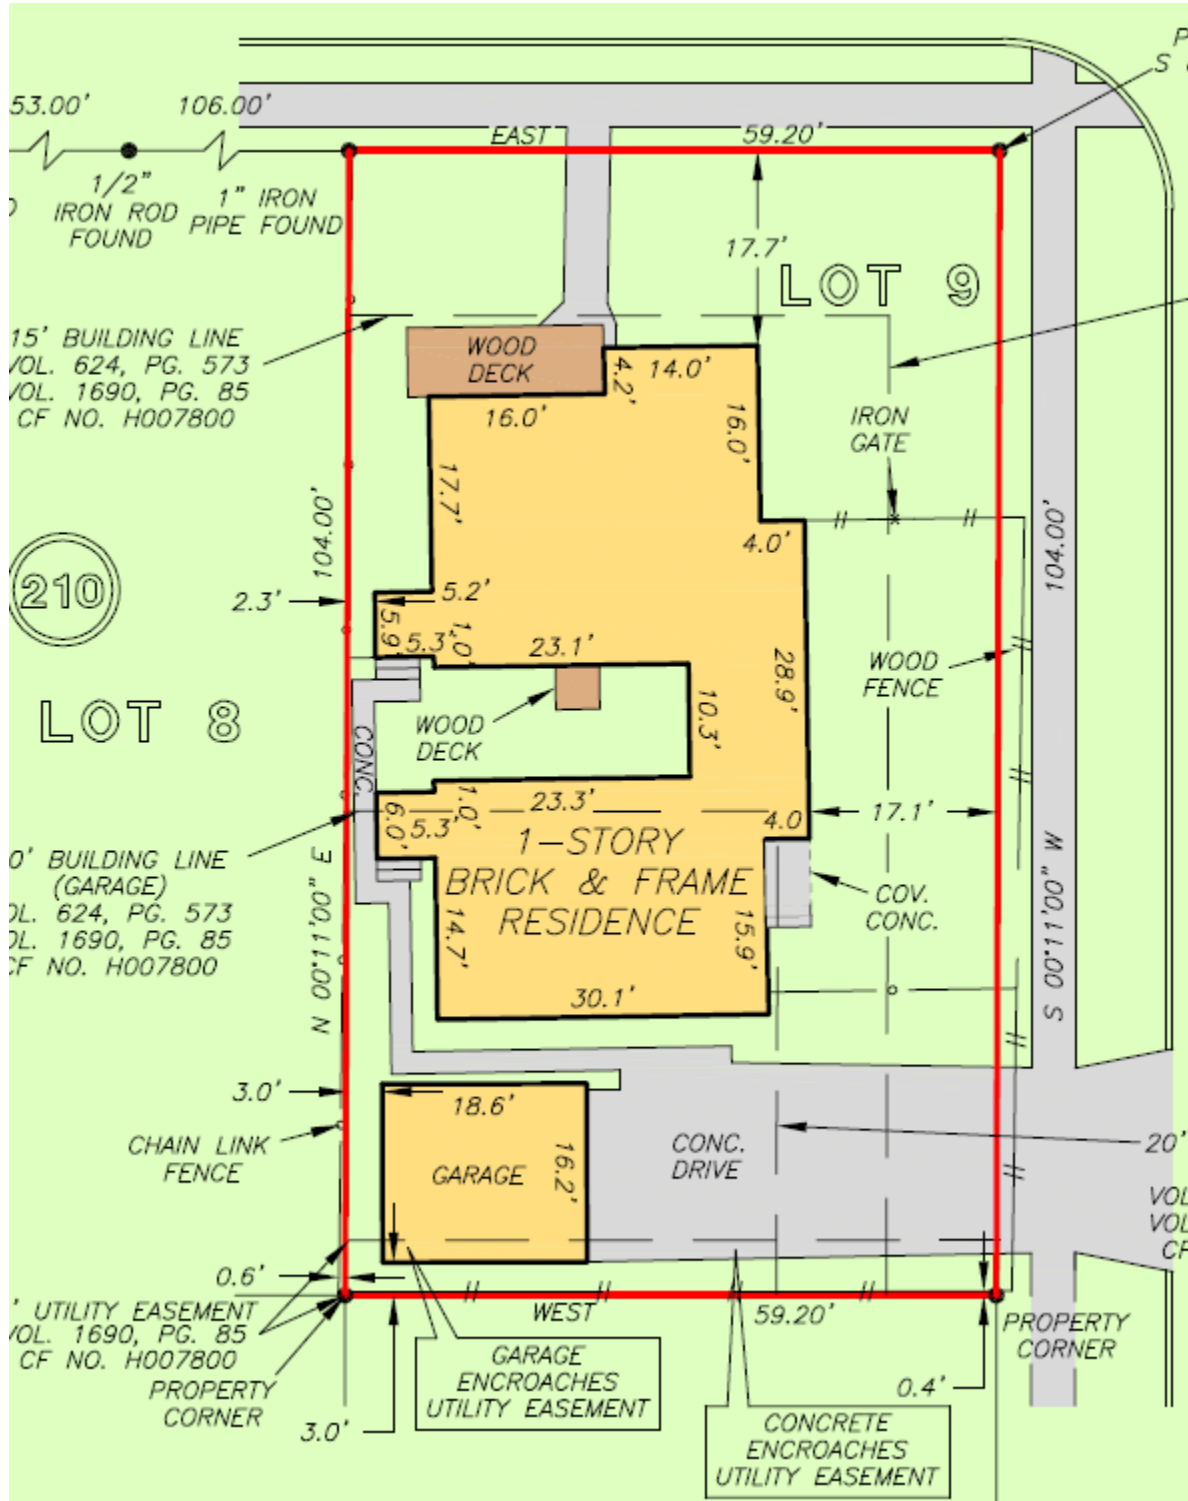 P
S
53.00'
106.00'
EAST
59.20'
1/2"
IRON ROD
FOUND
1" IRON
PIPE FOUND
17.7'
LOT 9
15' BUILDING LINE
VOL. 624, PG. 573
VOL. 1690, PG. 85
CF NO. H007800
WOOD
DECK
4.2'
14.0'
16.0'
16.0'
IRON
GATE
17.7'
104.00'
4.0'
104.00'
210
2.3'
5.2'
5.9'
5.3'
1.0'
23.1'
28.9'
WOOD
FENCE
LOT 8
WOOD
DECK
10.3'
CONC.
23.3'
1.0'
6.0'
5.3'
4.0
17.1'
0' BUILDING LINE
(GARAGE)
OL. 624, PG. 573
OL. 1690, PG. 85
CF NO. H007800
1-STORY
BRICK & FRAME
RESIDENCE
COV.
CONC.
N 00°11'00" E
S 00°11'00" W
14.7'
15.9'
30.1'
3.0'
18.6'
CHAIN LINK
FENCE
GARAGE
16.2'
CONC.
DRIVE
20'
VOL
VOL
CF
0.6'
' UTILITY EASEMENT
VOL. 1690, PG. 85
CF NO. H007800
WEST
59.20'
PROPERTY
CORNER
PROPERTY
CORNER
GARAGE
ENCROACHES
UTILITY EASEMENT
0.4'
3.0'
CONCRETE
ENCROACHES
UTILITY EASEMENT